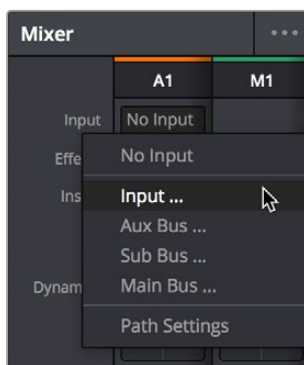 Mixer
A1 M1
Input No Input
Effe
No Input
Ins
Input ...
Aux Bus ...
Sub Bus ...
Dynam
Main Bus ...
Path Settings